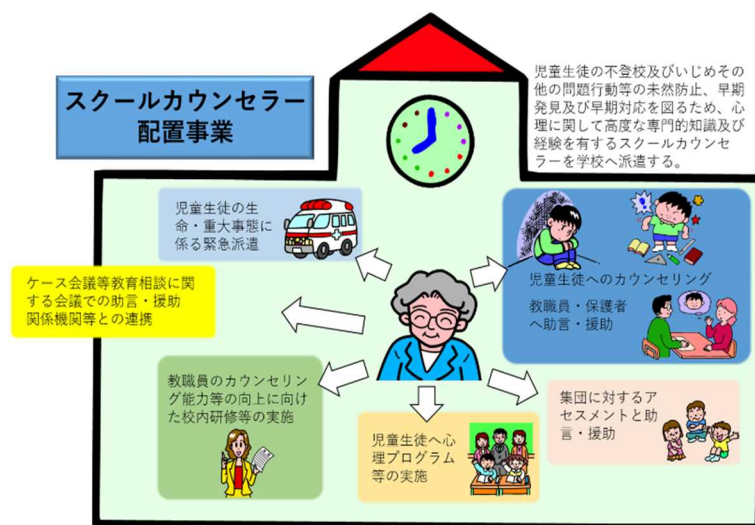 スクールカウンセラー
配置事業
児童生徒の不登校及びいじめその
他の問題行動等の未然防止、早期
発見及び早期対応を図るため、心
理に関して高度な専門的知識及び
経験を有するスクールカウンセ
ラーを学校へ派遣する。
児童生徒の生
命・重大事態に
係る緊急派遣
児童生徒へのカウンセリング
教職員・保護者
へ助言・援助
ケース会議等教育相談に関
する会議での助言・援助
関係機関等との連携
教職員のカウンセリン
グ能力等の向上に向け
た校内研修等の実施
児童生徒へ心
理プログラム
等の実施
集団に対するア
セスメントと助
言・援助